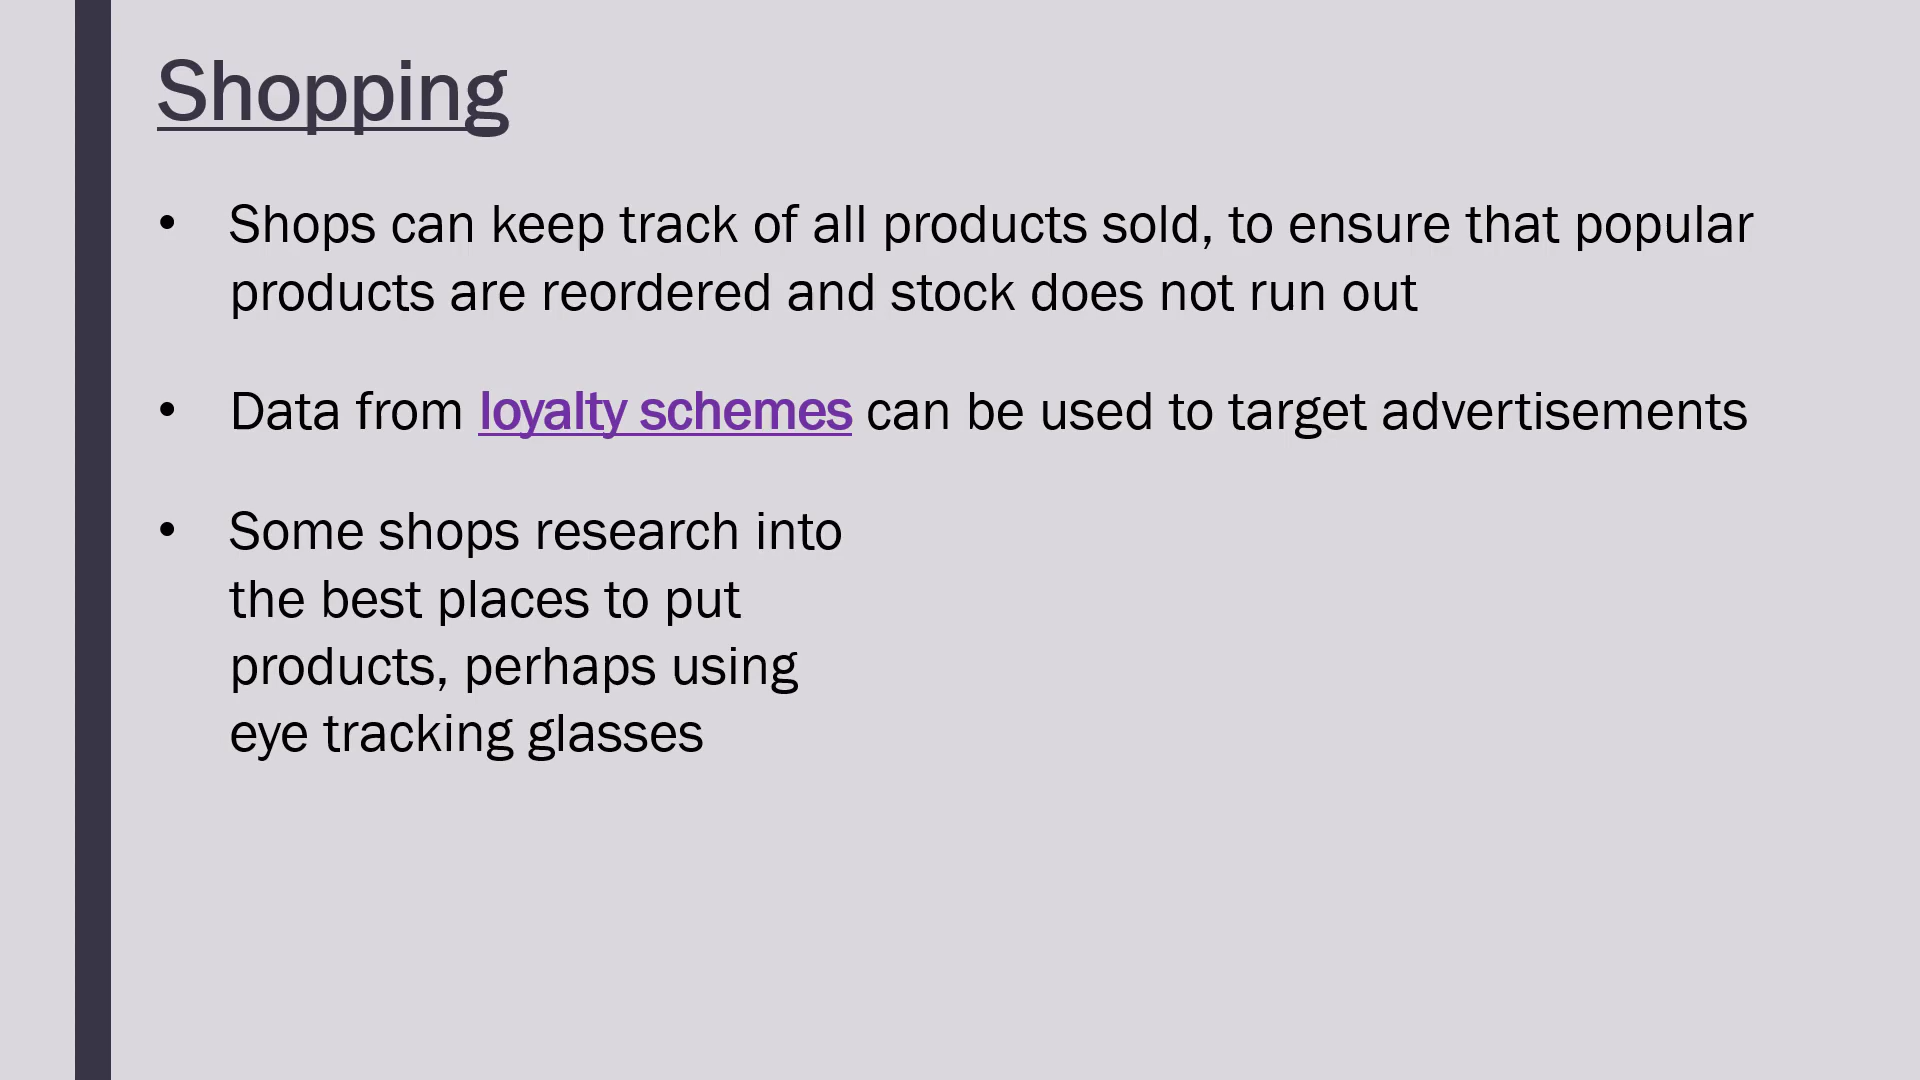 Shopping
• Shops can keep track of all products sold, to ensure that popular
products are reordered and stock does not run out
• Data from loyalty schemes can be used to target advertisements
• Some shops research into
the best places to put
products, perhaps using
eye tracking glasses